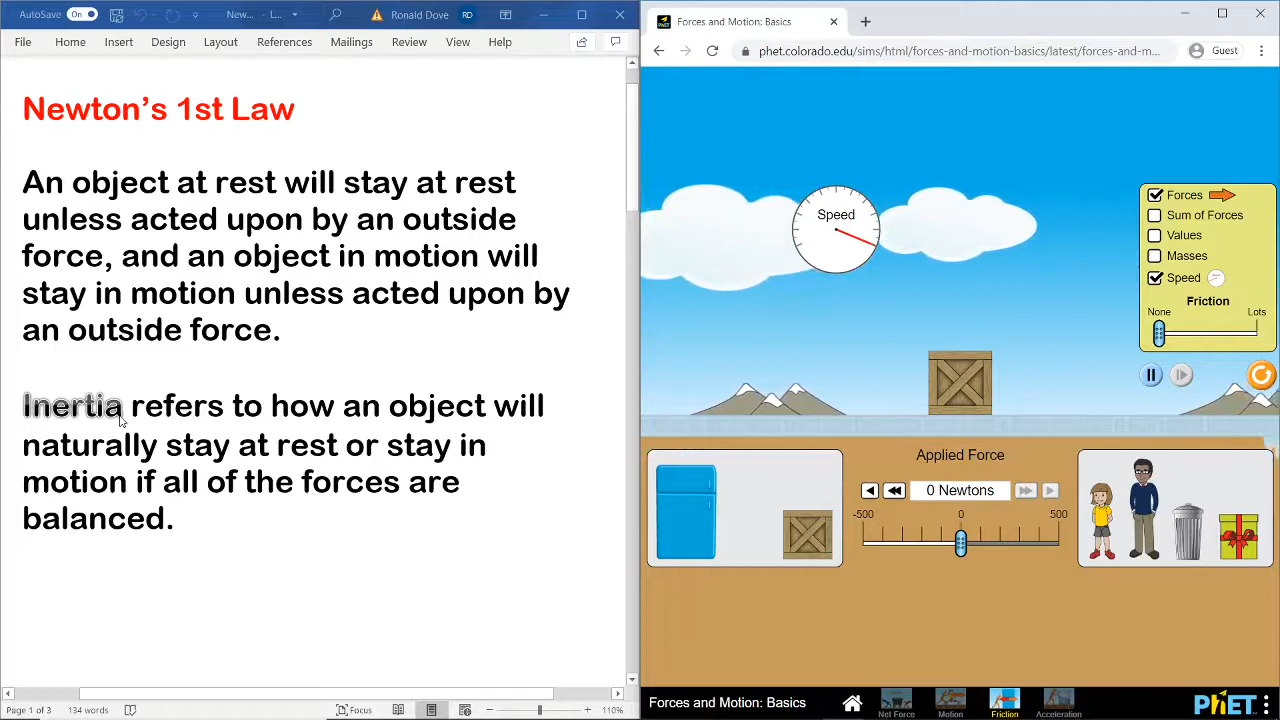 AutoSave On New... - L... Ronald Dove RD
File Home Insert Design Layout References Mailings Review View Help
Newton’s 1st Law
An object at rest will stay at rest
unless acted upon by an outside
force, and an object in motion will
stay in motion unless acted upon by
an outside force.
Inertia refers to how an object will
naturally stay at rest or stay in
motion if all of the forces are
balanced.
Page 1 of 3 134 words Focus 110%
PhET Forces and Motion: Basics
phet.colorado.edu/sims/html/forces-and-motion-basics/latest/forces-and-m... Guest
Speed
Forces
Sum of Forces
Values
Masses
Speed
Friction
None Lots
Applied Force
0 Newtons
-500 0 500
Forces and Motion: Basics Net Force Motion Friction Acceleration PhET